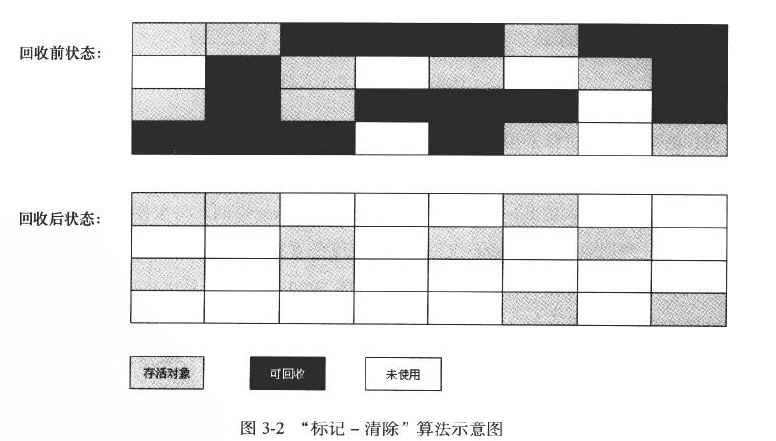 回收前状态：
回收后状态：
存活对象
可回收
未使用
图 3-2 “标记－清除”算法示意图